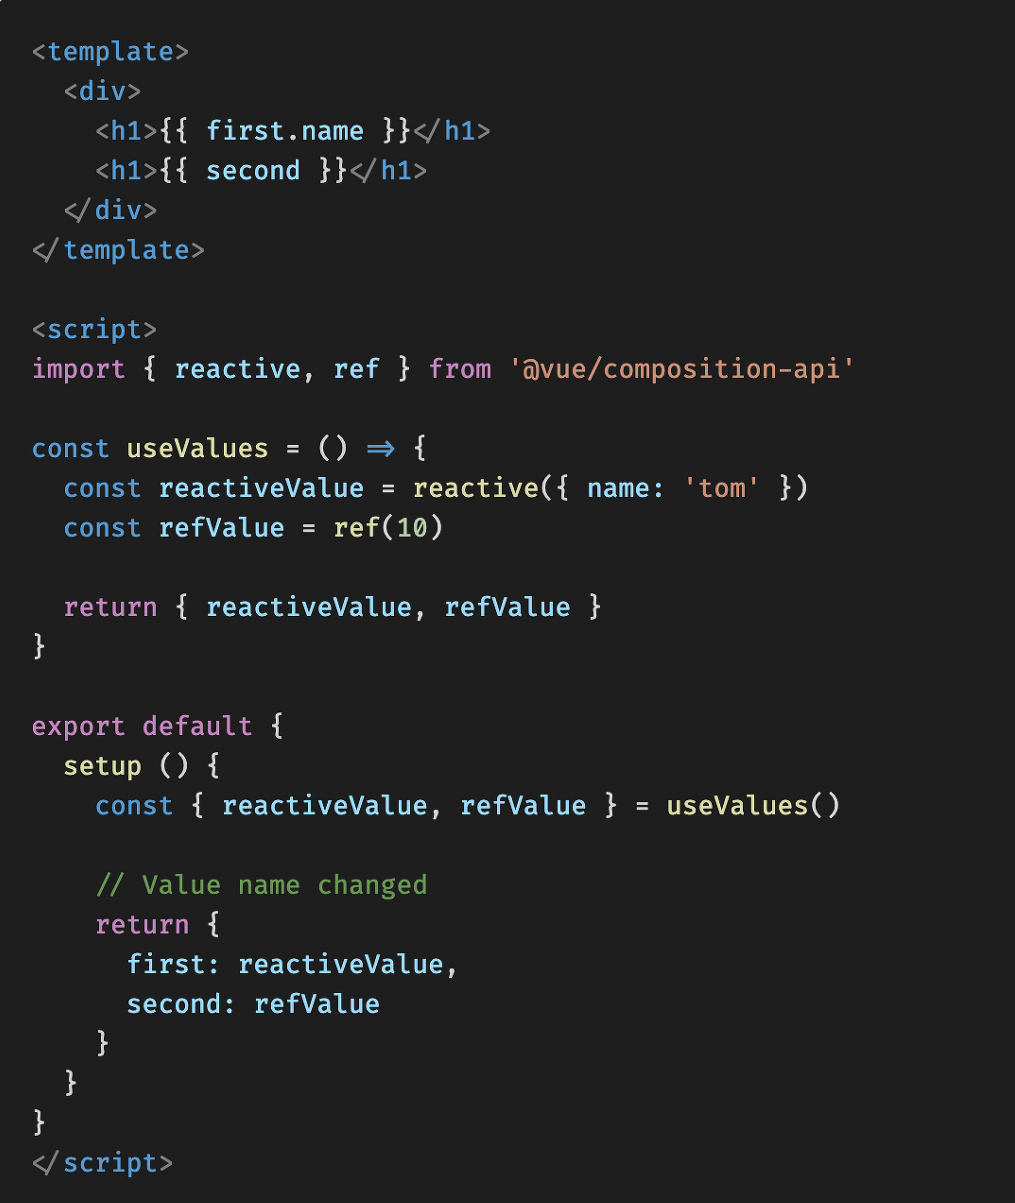 <template>
  <div>
    <h1>{{ first.name }}</h1>
    <h1>{{ second }}</h1>
  </div>
</template>

<script>
import { reactive, ref } from '@vue/composition-api'

const useValues = () => {
  const reactiveValue = reactive({ name: 'tom' })
  const refValue = ref(10)

  return { reactiveValue, refValue }
}

export default {
  setup () {
    const { reactiveValue, refValue } = useValues()

    // Value name changed
    return {
      first: reactiveValue,
      second: refValue
    }
  }
}
</script>